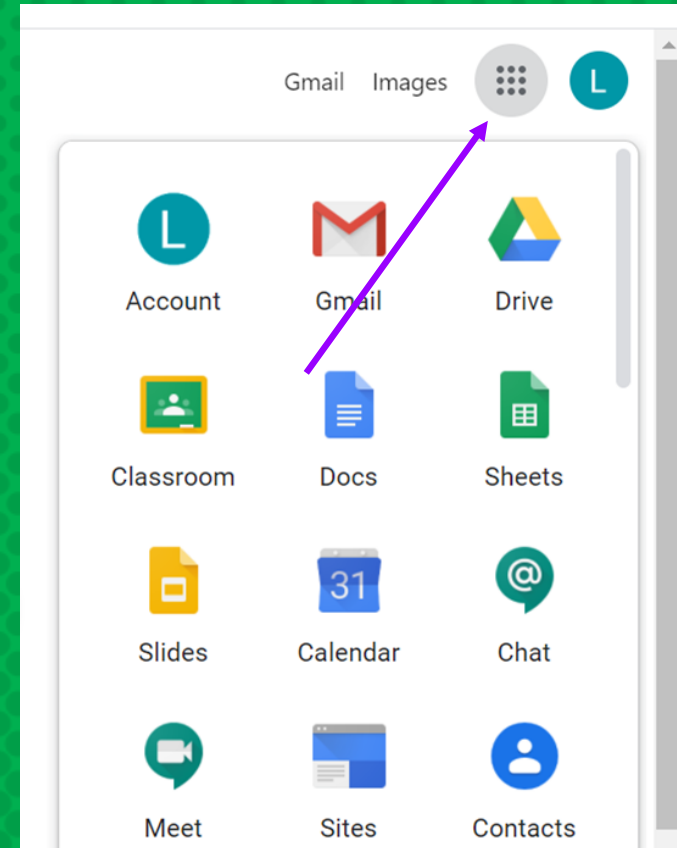 Gmail Images L
L
Account Gmail Drive
Classroom Docs Sheets
31 @
Slides Calendar Chat
Meet Sites Contacts